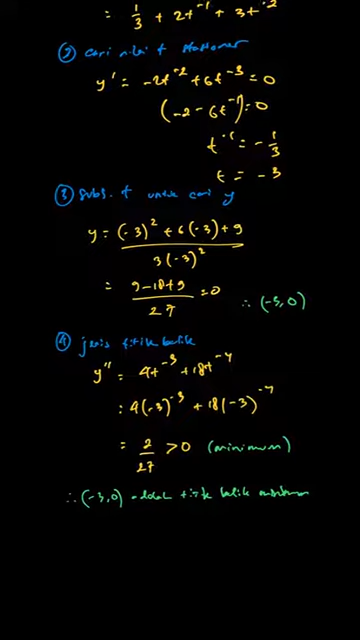 = 1/3 + 2t^-1 + 3t^-2
② cari nilai t stationer
y' = -2t^-2 + 6t^-3 = 0
(-2 - 6t^-1) = 0
t^-1 = -1/3
t = -3
③ subs. t untuk cari y
y = (-3)^2 + 6(-3) + 9 / 3(-3)^2
= 9-18+9 / 27 = 0 ∴ (-3, 0)
④ jenis titik balik
y'' = 4t^-3 + 18t^-4
= 4(-3)^-3 + 18(-3)^-4
= 2/27 > 0 (minimum)
∴ (-3, 0) adalah titik balik minimum